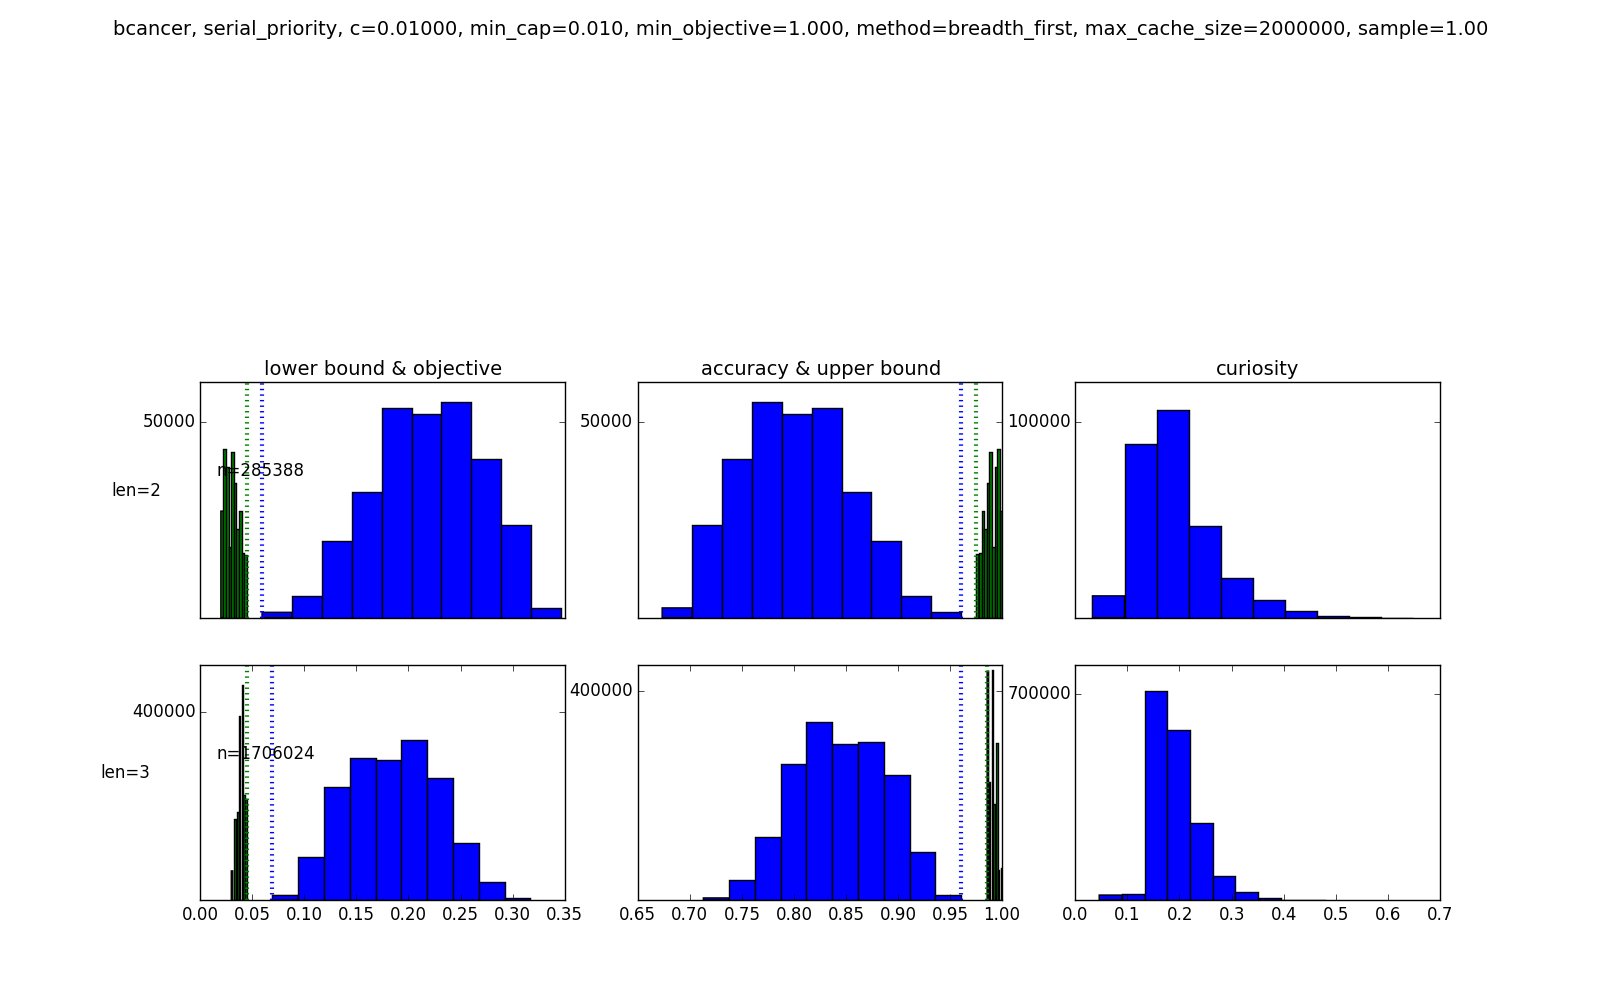 bcancer, serial_priority, c=0.01000, min_cap=0.010, min_objective=1.000, method=breadth_first, max_cache_size=2000000, sample=1.00
lower bound & objective
accuracy & upper bound
curiosity
50000
50000
100000
n=285388
len=2
400000
400000
700000
n=1706024
len=3
0.00 0.05 0.10 0.15 0.20 0.25 0.30 0.35
0.65 0.70 0.75 0.80 0.85 0.90 0.95 1.00
0.0 0.1 0.2 0.3 0.4 0.5 0.6 0.7